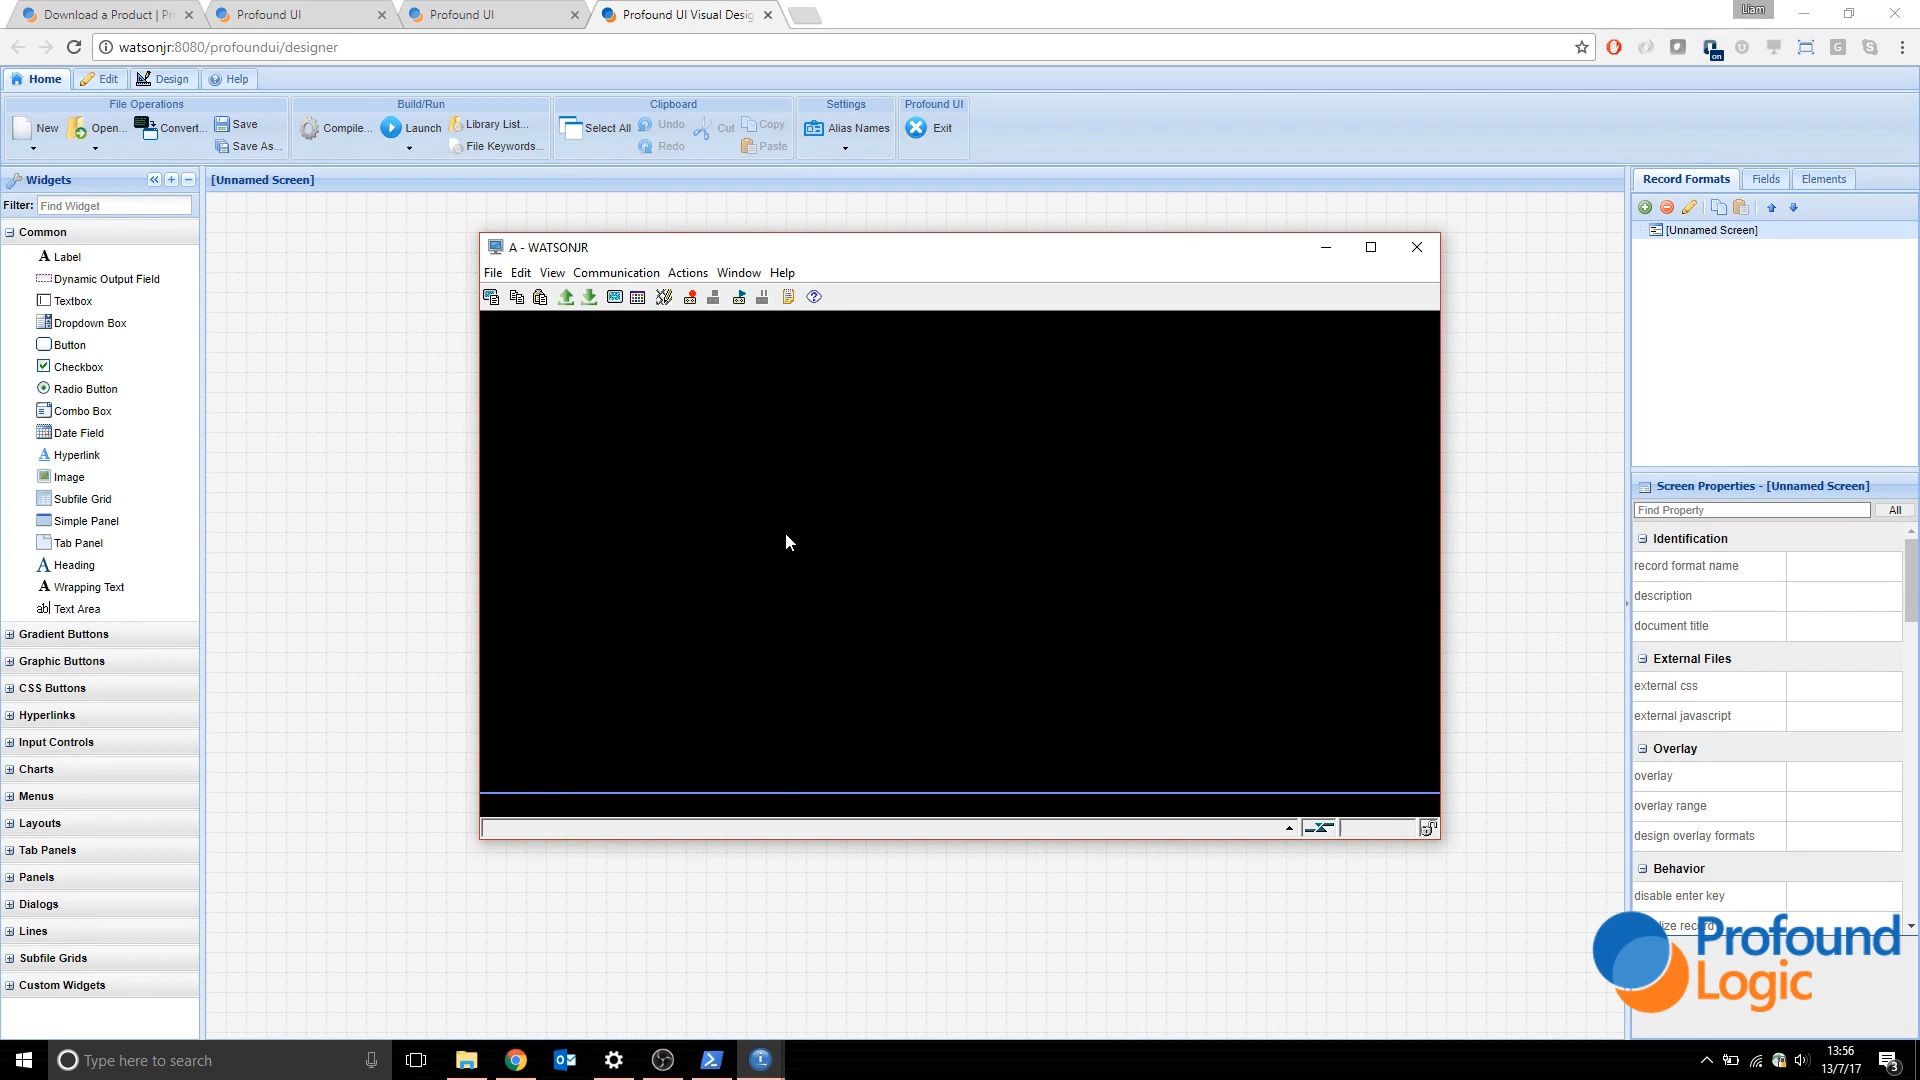 Download a Product | Pr
Profound UI
Profound UI
Profound UI Visual Desig
Liam
watsonjr:8080/profoundui/designer
on
Home
Edit
Design
Help
File Operations
Build/Run
Clipboard
Settings
Profound UI
New
Open...
Convert...
Save
Save As...
Compile...
Launch
Library List...
File Keywords...
Select All
Undo
Redo
Cut
Copy
Paste
Alias Names
Exit
Widgets
[Unnamed Screen]
Record Formats
Fields
Elements
Filter:
Find Widget
[Unnamed Screen]
Common
Label
Dynamic Output Field
Textbox
Dropdown Box
Button
Checkbox
Radio Button
Combo Box
Date Field
Hyperlink
Image
Subfile Grid
Simple Panel
Tab Panel
Heading
Wrapping Text
Text Area
Gradient Buttons
Graphic Buttons
CSS Buttons
Hyperlinks
Input Controls
Charts
Menus
Layouts
Tab Panels
Panels
Dialogs
Lines
Subfile Grids
Custom Widgets
A - WATSONJR
File Edit View Communication Actions Window Help
Screen Properties - [Unnamed Screen]
Find Property
All
Identification
record format name
description
document title
External Files
external css
external javascript
Overlay
overlay
overlay range
design overlay formats
Behavior
disable enter key
Profound
Logic
Type here to search
13:56
13/7/17
3